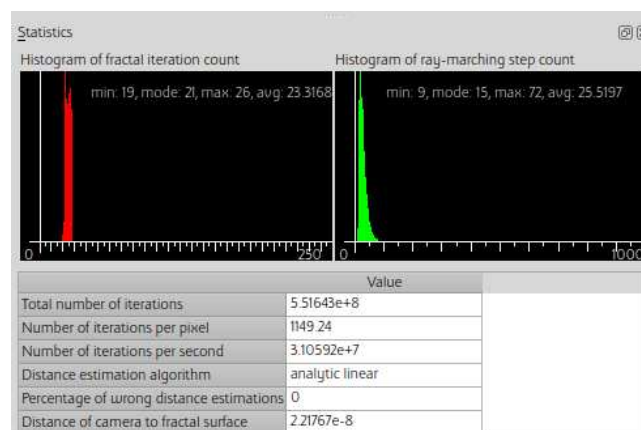 Statistics
Histogram of fractal iteration count
Histogram of ray-marching step count
min: 19, mode: 21, max: 26, avg: 23.3168
min: 9, mode: 15, max: 72, avg: 25.5197
0 250
0 1000
Value
Total number of iterations 5.51643e+8
Number of iterations per pixel 1149.24
Number of iterations per second 3.10592e+7
Distance estimation algorithm analytic linear
Percentage of wrong distance estimations 0
Distance of camera to fractal surface 2.21767e-8